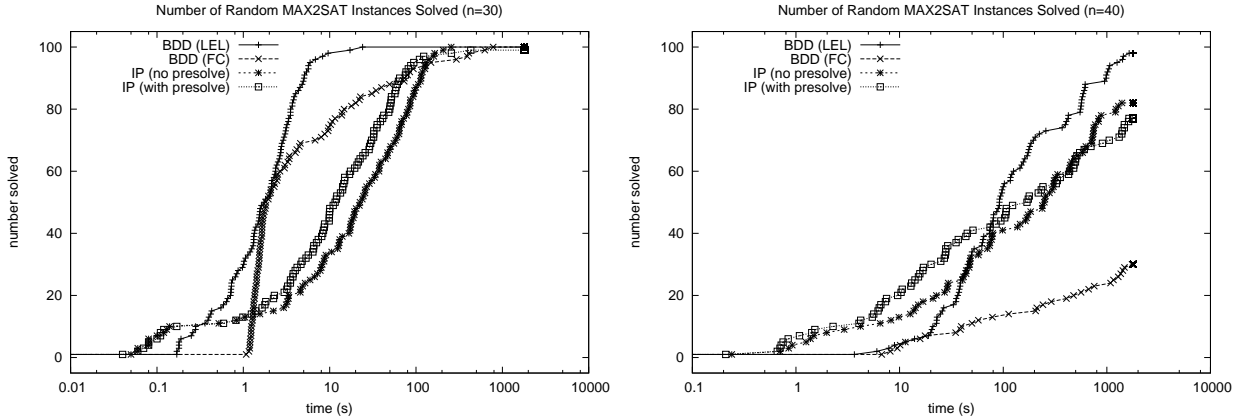 Number of Random MAX2SAT Instances Solved (n=30)
BDD (LEL)
BDD (FC)
IP (no presolve)
IP (with presolve)
100
80
60
40
20
0
number solved
0.01
0.1
1
10
100
1000
10000
time (s)
Number of Random MAX2SAT Instances Solved (n=40)
BDD (LEL)
BDD (FC)
IP (no presolve)
IP (with presolve)
100
80
60
40
20
0
number solved
0.1
1
10
100
1000
10000
time (s)